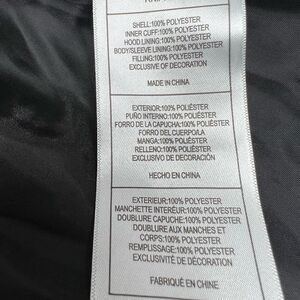 SHELL:100% POLYESTER
INNER CUFF:100% POLYESTER
HOOD LINING:100% POLYESTER
BODY/SLEEVE LINING:100% POLYESTER
FILLING:100% POLYESTER
EXCLUSIVE OF DECORATION
MADE IN CHINA
EXTERIOR:100% POLIÉSTER
PUÑO INTERNO:100% POLIÉSTER
FORRO DE LA CAPUCHA:100% POLIÉSTER
FORRO DEL CUERPO/LA
MANGA:100% POLIÉSTER
RELLENO:100% POLIÉSTER
EXCLUSIVO DE DECORACIÓN
HECHO EN CHINA
EXTERIEUR:100% POLYESTER
MANCHETTE INTERÉUR:100% POLYESTER
DOUBLURE CAPUCHE:100% POLYESTER
DOUBLURE AUX MANCHES ET
CORPS:100% POLYESTER
REMPLISSAGE:100% POLYESTER
EXCLUSIVITÉ DE DÉCORATION
FABRIQUÉ EN CHINE